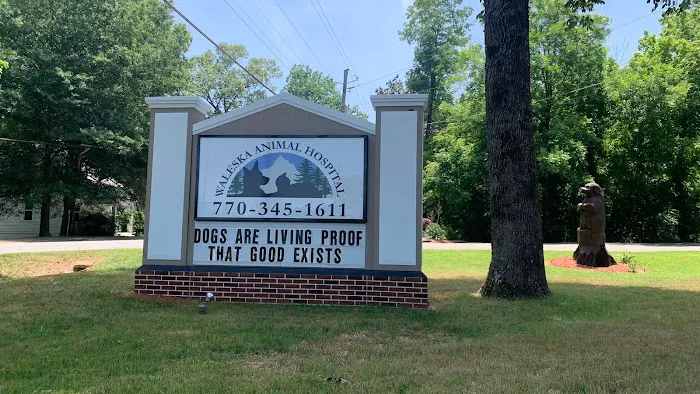 WALESKA ANIMAL HOSPITAL
770-345-1611
DOGS ARE LIVING PROOF
THAT GOOD EXISTS